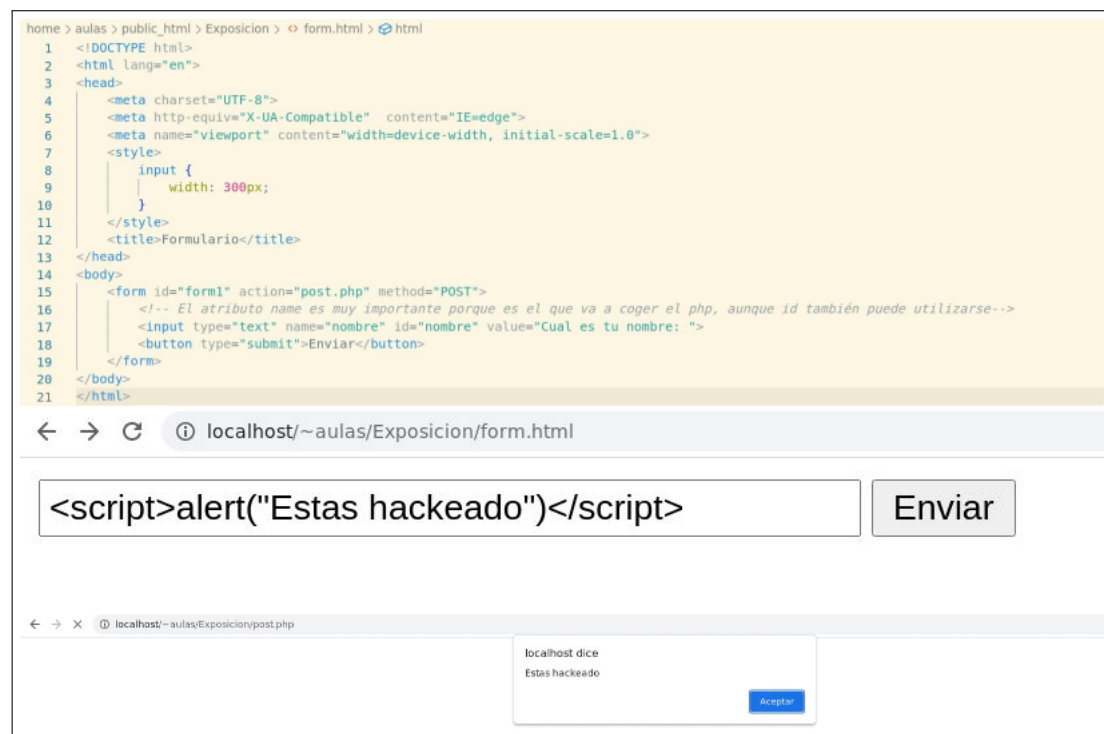 home > aulas > public_html > Exposicion > <> form.html > html
1 <!DOCTYPE html>
2 <html lang="en">
3 <head>
4 <meta charset="UTF-8">
5 <meta http-equiv="X-UA-Compatible" content="IE=edge">
6 <meta name="viewport" content="width=device-width, initial-scale=1.0">
7 <style>
8 input {
9 width: 300px;
10 }
11 </style>
12 <title>Formulario</title>
13 </head>
14 <body>
15 <form id="form1" action="post.php" method="POST">
16 <!-- El atributo name es muy importante porque es el que va a coger el php, aunque id también puede utilizarse-->
17 <input type="text" name="nombre" id="nombre" value="Cual es tu nombre: ">
18 <button type="submit">Enviar</button>
19 </form>
20 </body>
21 </html>
localhost/~aulas/Exposicion/form.html
<script>alert("Estas hackeado")</script> Enviar
localhost/~aulas/Exposicion/post.php
localhost dice
Estas hackeado
Aceptar